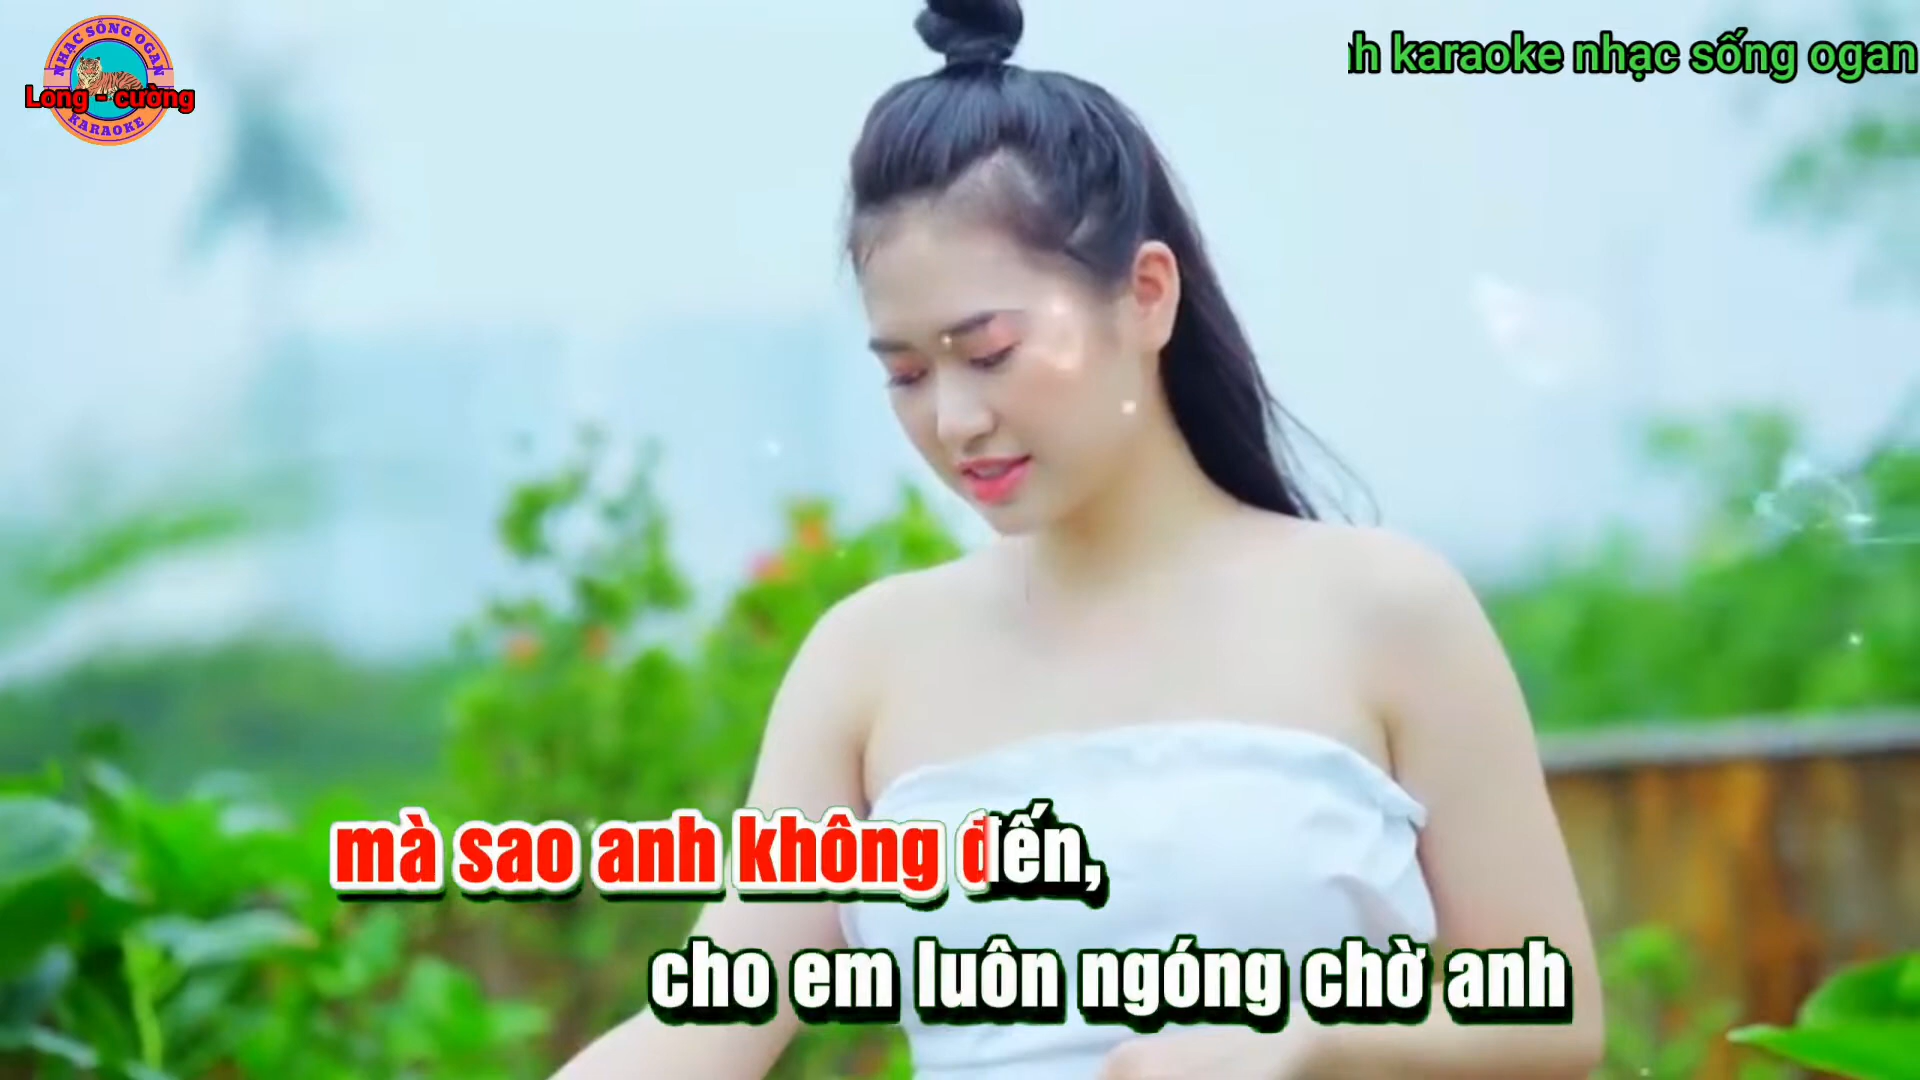 NHẠC SỐNG OGAN
Long - cường
KARAOKE
h karaoke nhạc sống ogan
mà sao anh không đến,
cho em luôn ngóng chờ anh